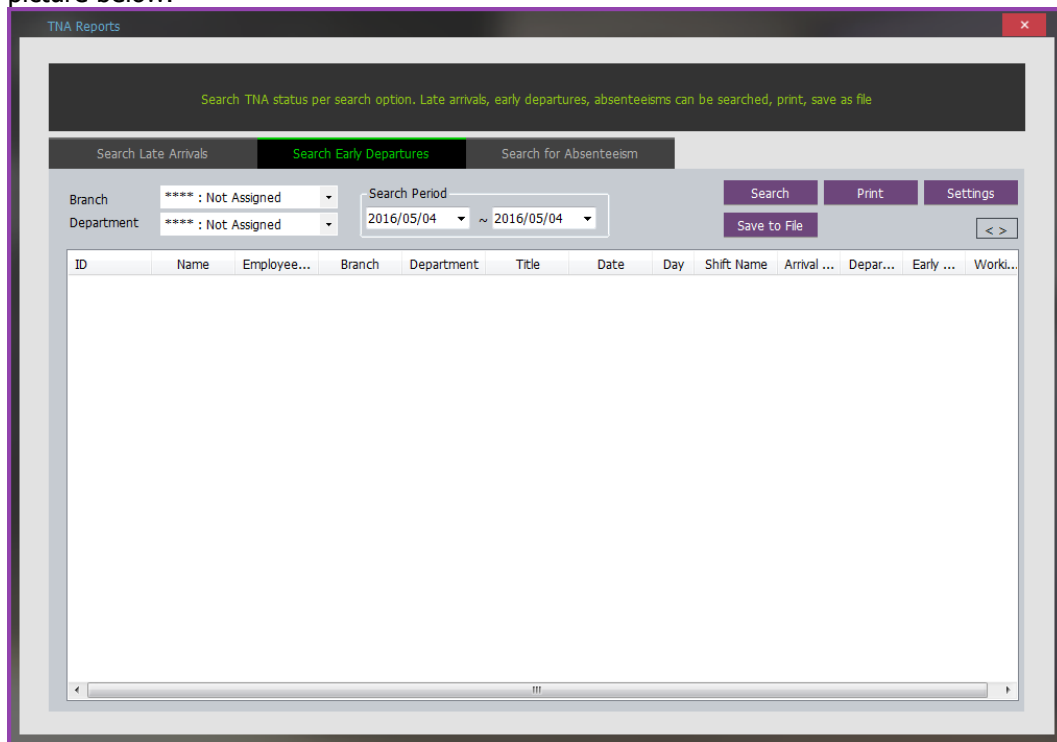 TNA Reports
Search TNA status per search option. Late arrivals, early departures, absenteeisms can be searched, print, save as file
Search Late Arrivals Search Early Departures Search for Absenteeism
Branch **** : Not Assigned Search Period Search Print Settings
Department **** : Not Assigned 2016/05/04 ~ 2016/05/04 Save to File < >
ID Name Employee... Branch Department Title Date Day Shift Name Arrival ... Depar... Early ... Worki...